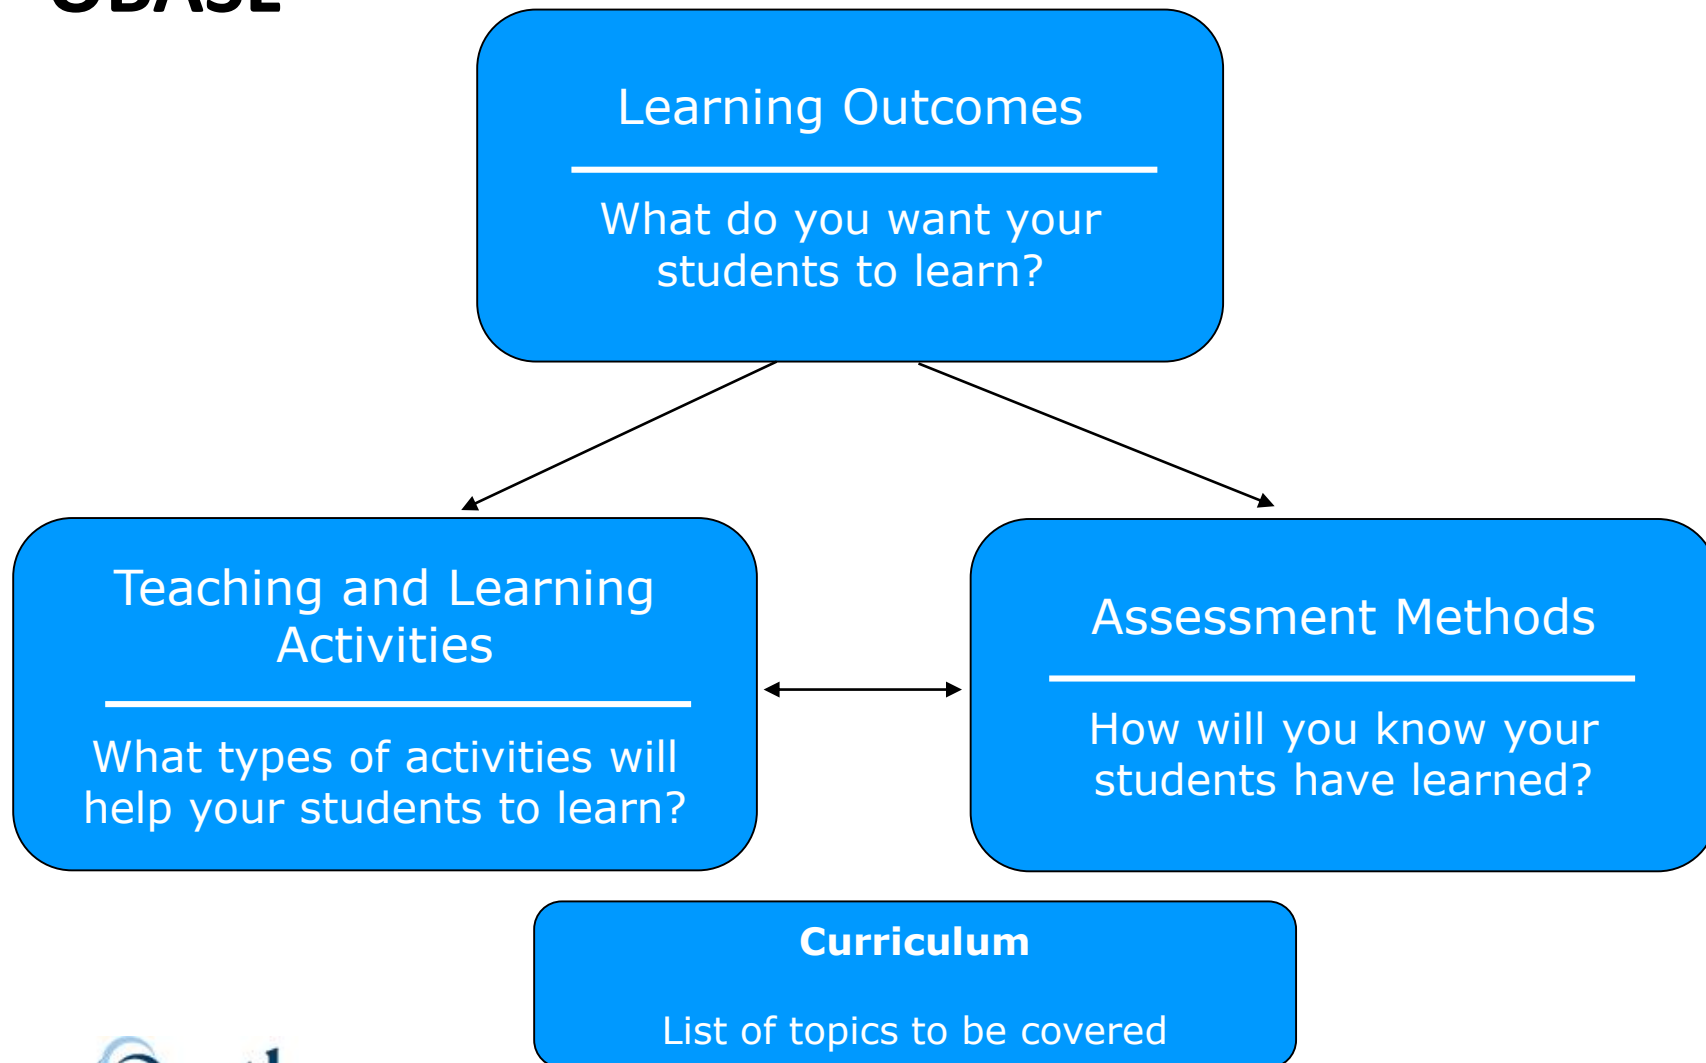 Learning Outcomes
What do you want your
students to learn?
Teaching and Learning
Activities
What types of activities will
help your students to learn?
Assessment Methods
How will you know your
students have learned?
Curriculum
List of topics to be covered